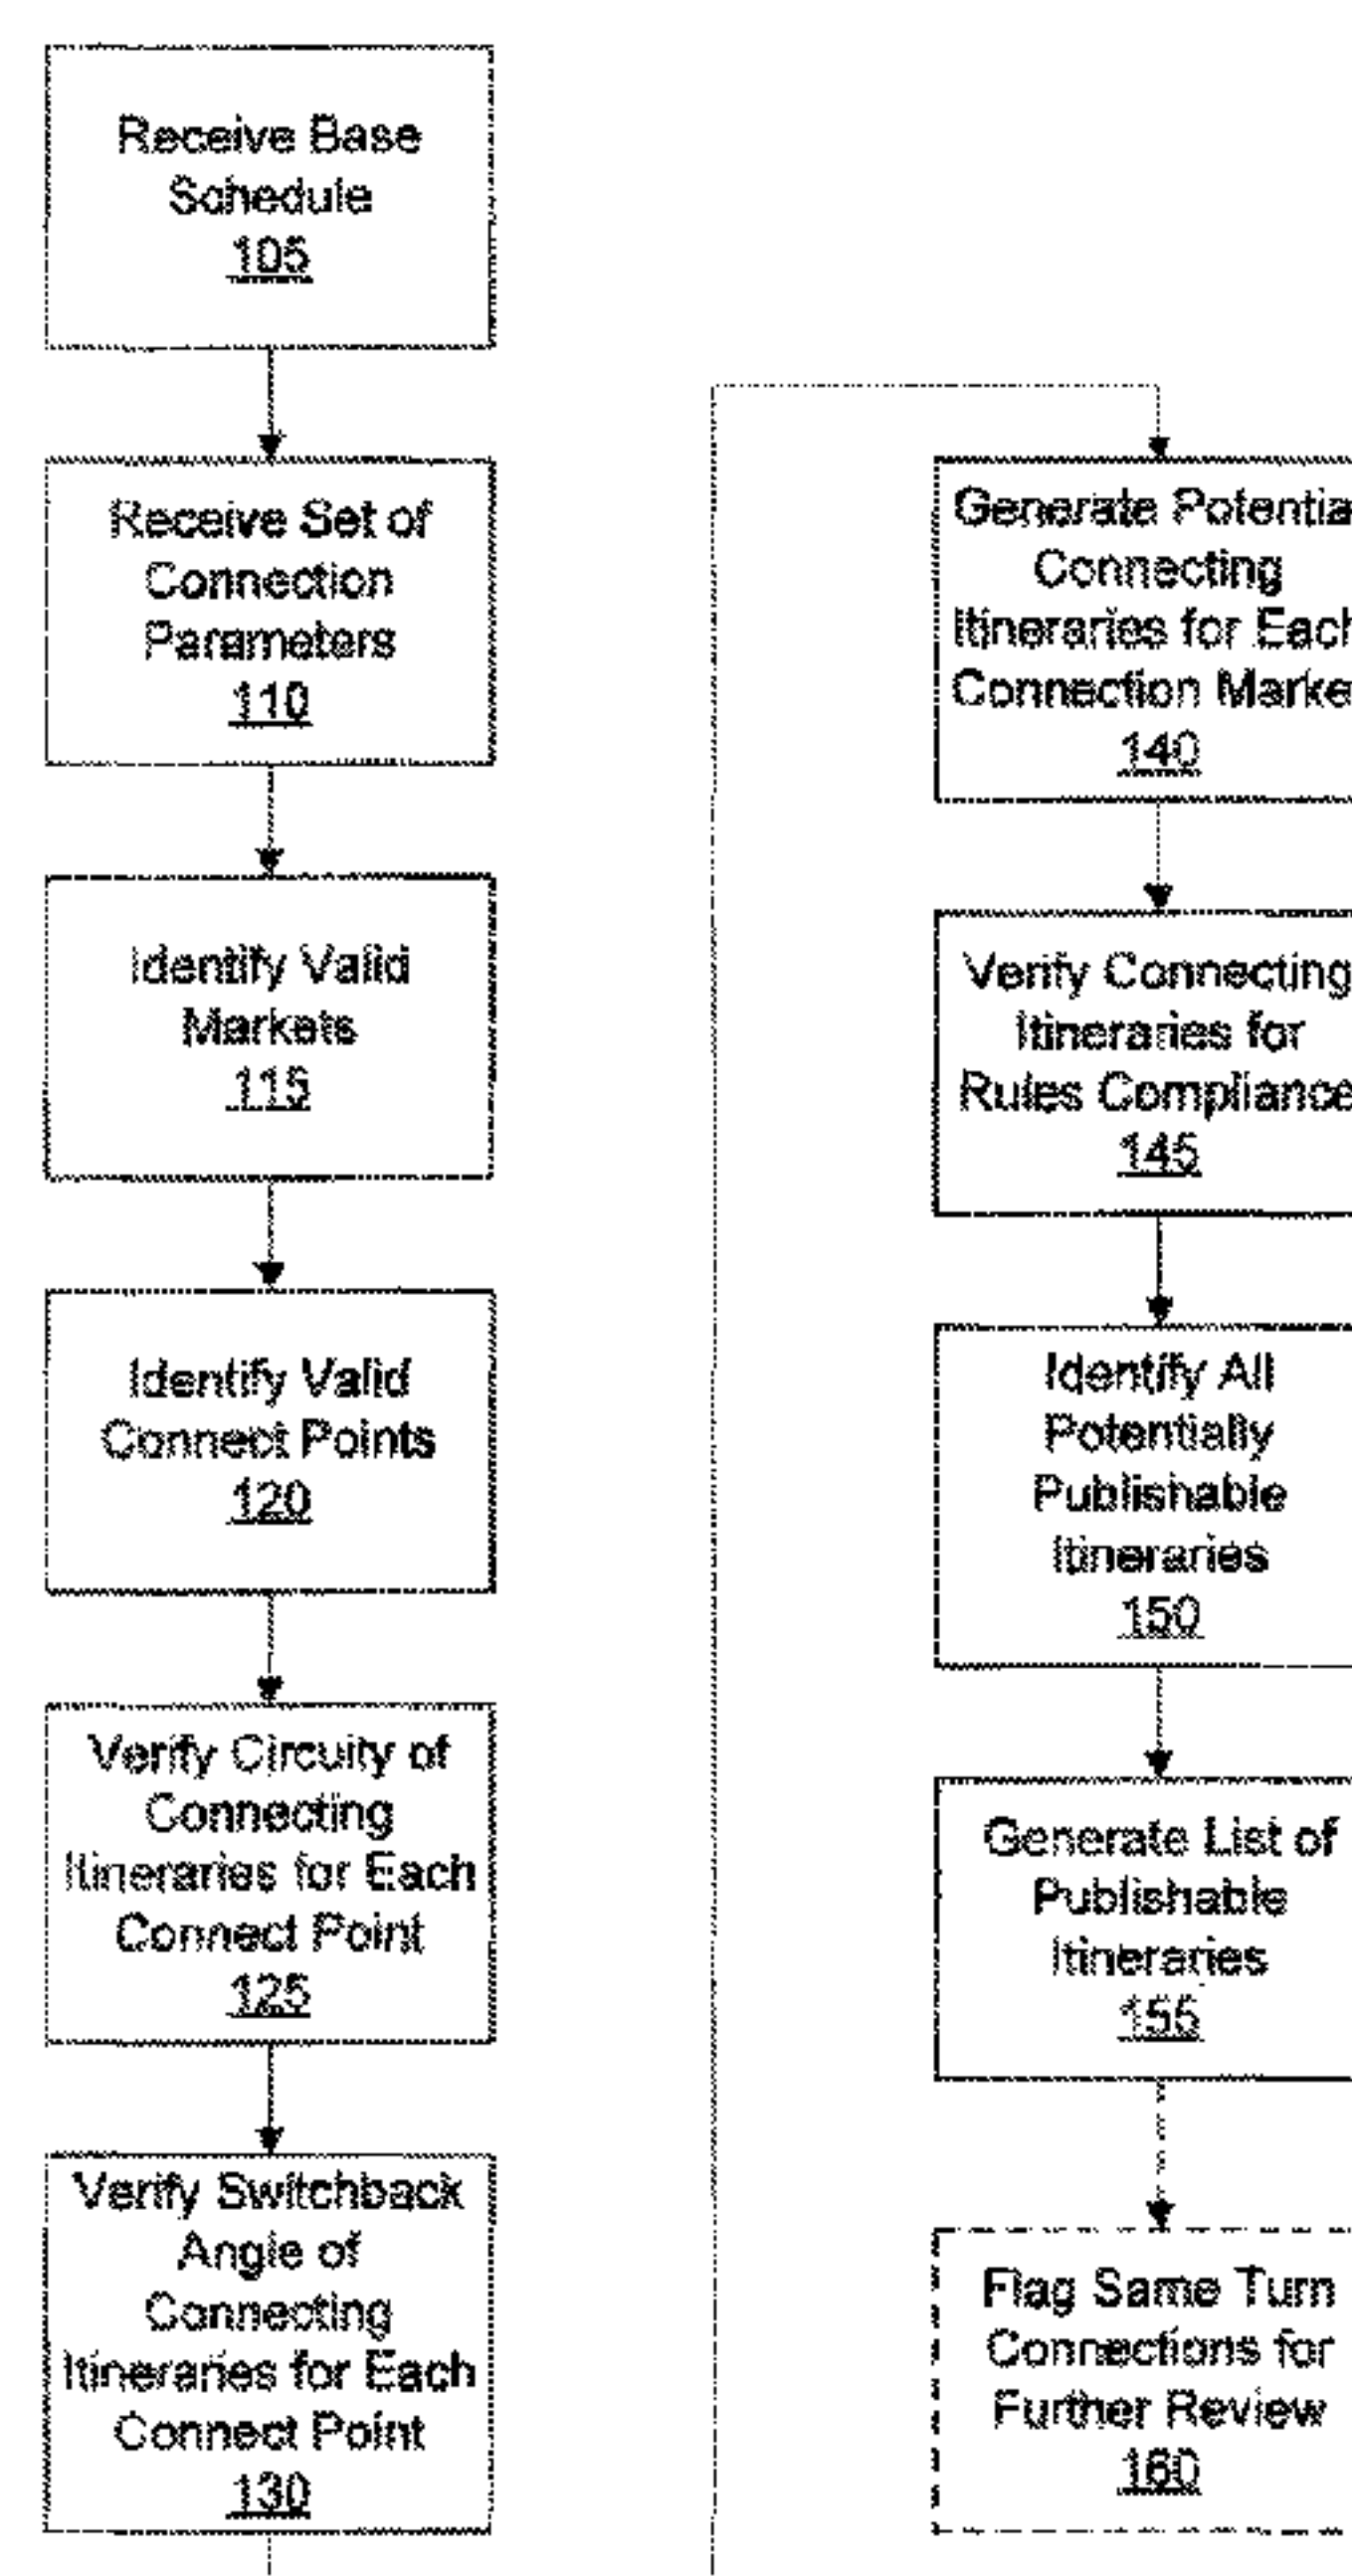 Receive Base
Schedule
105
Receive Set of
Connection
Parameters
110
Identify Valid
Markets
115
Identify Valid
Connect Points
120
Verify Circuity of
Connecting
Itineraries for Each
Connect Point
125
Verify Switchback
Angle of
Connecting
Itineraries for Each
Connect Point
130
Generate Potentia
Connecting
Itineraries for Each
Connection Marke
140
Verify Connecting
Itineraries for
Rules Compliance
145
Identify All
Potentially
Publishable
Itineraries
150
Generate List of
Publishable
Itineraries
155
Flag Same Turn
Connections for
Further Review
160